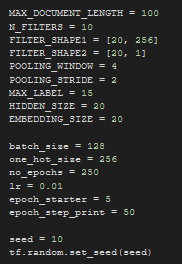 MAX_DOCUMENT_LENGTH = 100
N_FILTERS = 10
FILTER_SHAPE1 = [20, 256]
FILTER_SHAPE2 = [20, 1]
POOLING_WINDOW = 4
POOLING_STRIDE = 2
MAX_LABEL = 15
HIDDEN_SIZE = 20
EMBEDDING_SIZE = 20

batch_size = 128
one_hot_size = 256
no_epochs = 250
lr = 0.01
epoch_starter = 5
epoch_step_print = 50

seed = 10
tf.random.set_seed(seed)